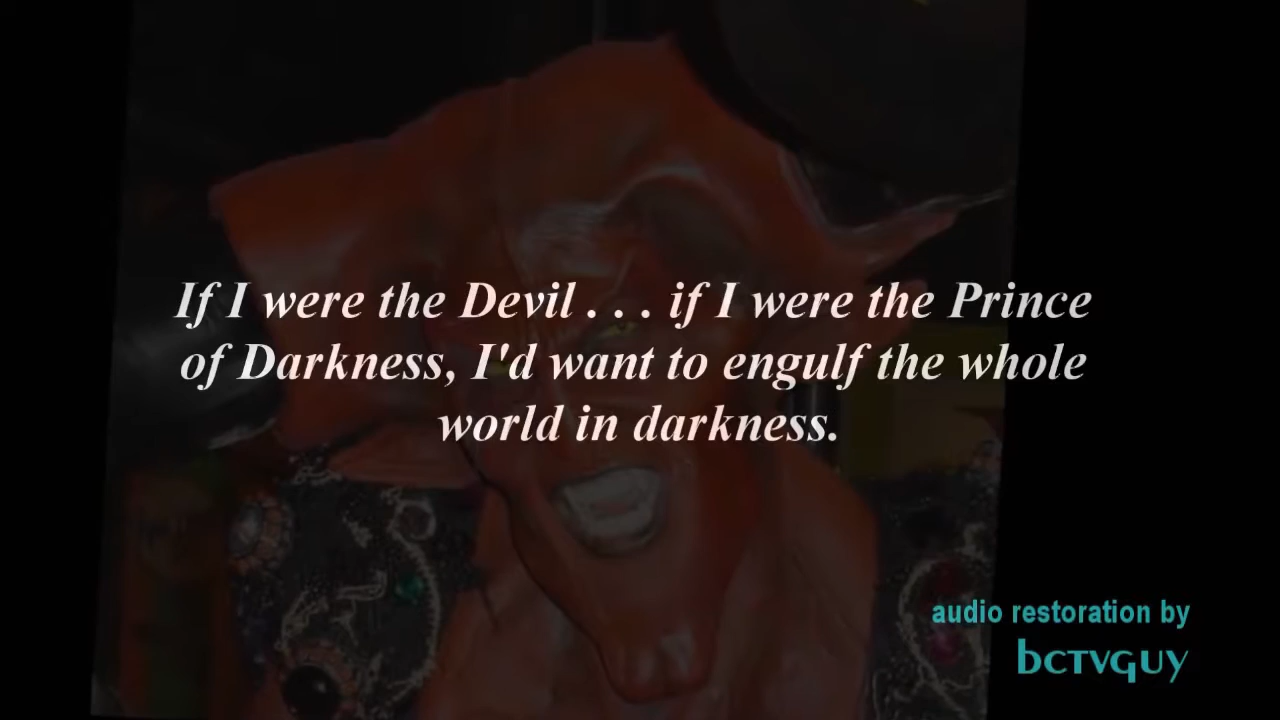 If I were the Devil . . . if I were the Prince
of Darkness, I'd want to engulf the whole
world in darkness.
audio restoration by
bctvguy